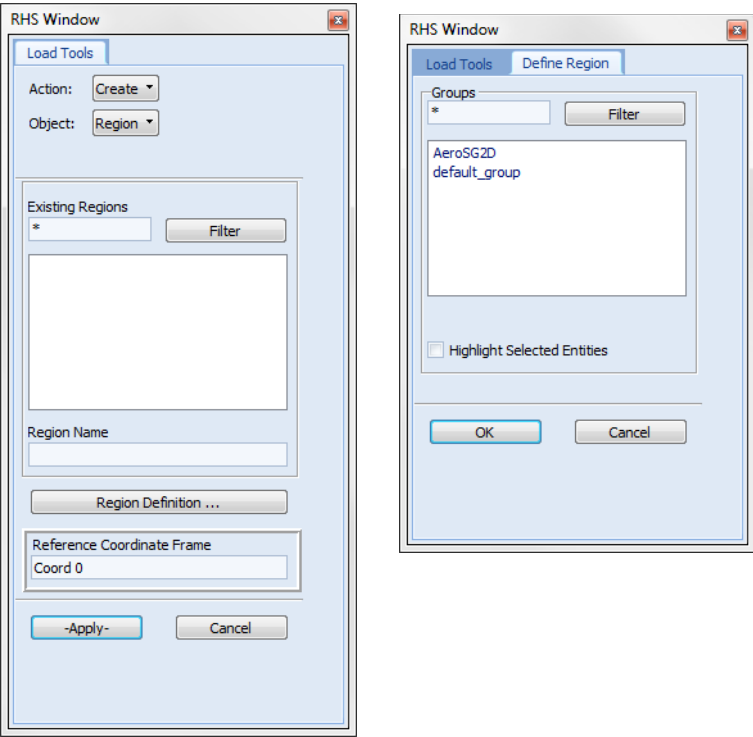 RHS Window
Load Tools
Action: Create
Object: Region
Existing Regions
*
Filter
Region Name
Region Definition ...
Reference Coordinate Frame
Coord 0
-Apply-
Cancel
RHS Window
Load Tools
Define Region
Groups
*
Filter
AeroSG2D
default_group
Highlight Selected Entities
OK
Cancel